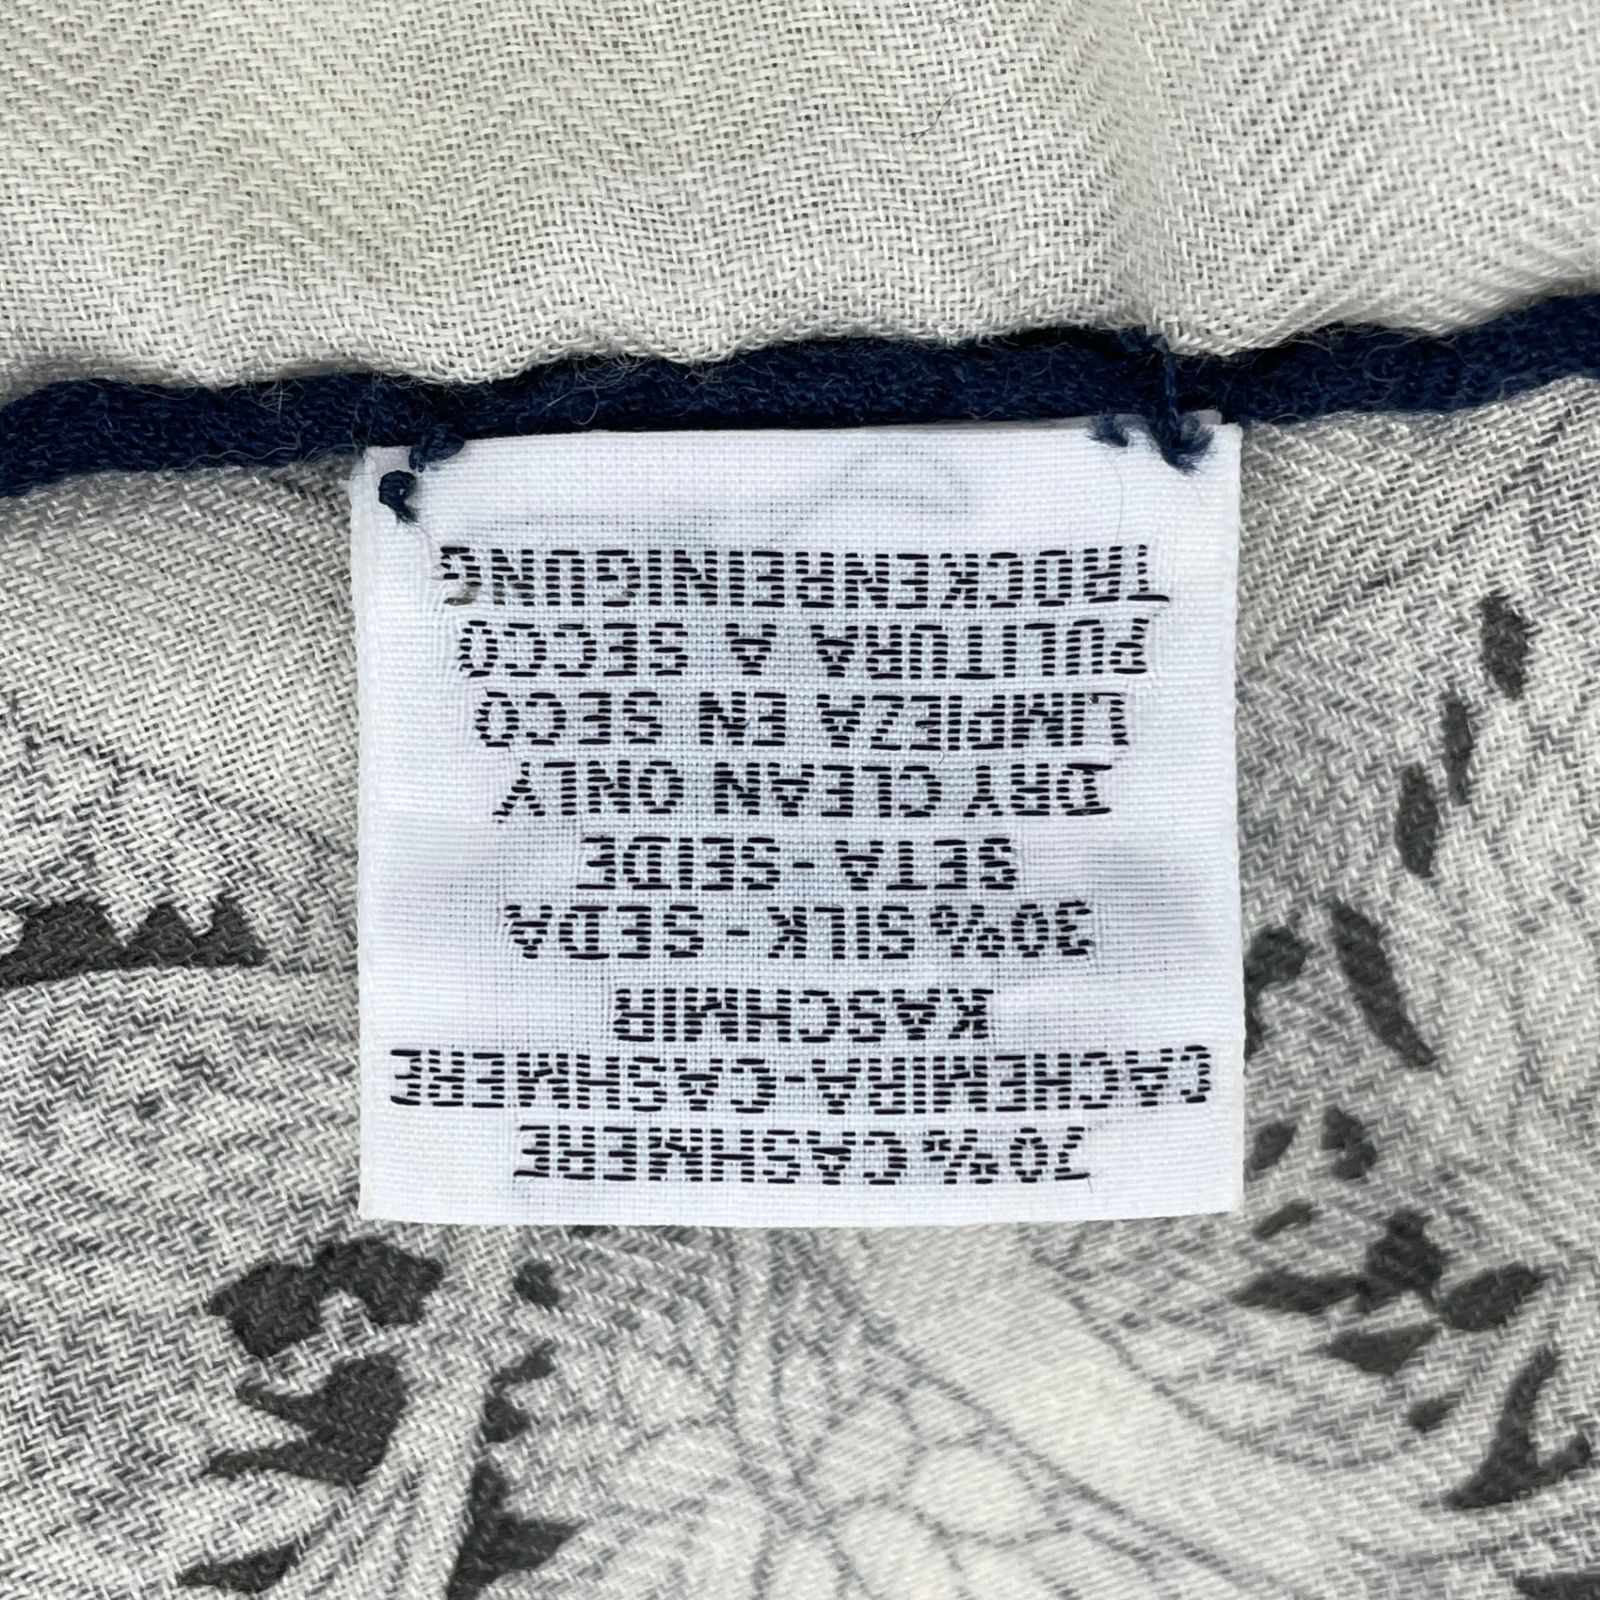 70% CASHMERE
CACHEMIRA-CASHMERE
KASCHMIR
30% SILK - SEDA
SETA - SEIDE
DRY CLEAN ONLY
LIMPIEZA EN SECO
PULITURA A SECCO
TROCKENREINIGUNG